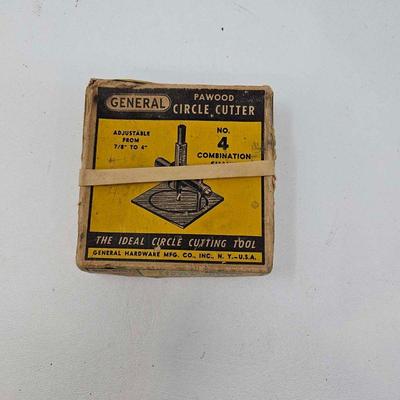 GENERAL
PAWOOD
CIRCLE CUTTER
ADJUSTABLE
FROM
7/8" TO 4"
NO.
4
COMBINATION
THE IDEAL CIRCLE CUTTING TOOL
GENERAL HARDWARE MFG. CO., INC., N. Y.-U.S.A.